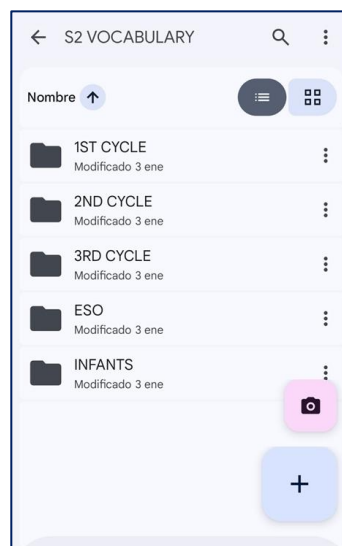 S2 VOCABULARY
Nombre
1ST CYCLE
Modificado 3 ene
2ND CYCLE
Modificado 3 ene
3RD CYCLE
Modificado 3 ene
ESO
Modificado 3 ene
INFANTS
Modificado 3 ene